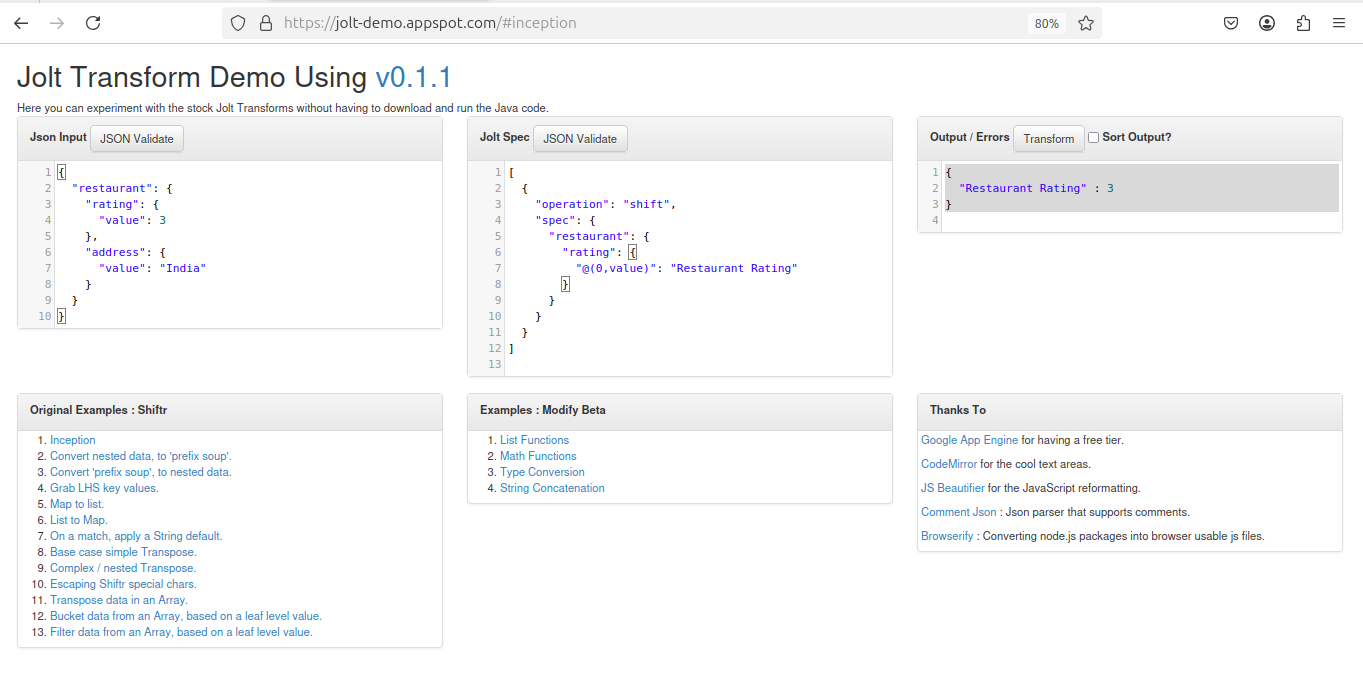 https://jolt-demo.appspot.com/#inception
80%
Jolt Transform Demo Using v0.1.1
Here you can experiment with the stock Jolt Transforms without having to download and run the Java code.
Json Input JSON Validate
1 {
2 "restaurant": {
3 "rating": {
4 "value": 3
5 },
6 "address": {
7 "value": "India"
8 }
9 }
10 }
Jolt Spec JSON Validate
1 [
2 {
3 "operation": "shift",
4 "spec": {
5 "restaurant": {
6 "rating": {
7 "@(0,value)": "Restaurant Rating"
8 }
9 }
10 }
11 }
12 ]
13
Output / Errors Transform Sort Output?
1 {
2 "Restaurant Rating" : 3
3 }
4
Original Examples : Shiftr
1. Inception
2. Convert nested data, to 'prefix soup'.
3. Convert 'prefix soup', to nested data.
4. Grab LHS key values.
5. Map to list.
6. List to Map.
7. On a match, apply a String default.
8. Base case simple Transpose.
9. Complex / nested Transpose.
10. Escaping Shiftr special chars.
11. Transpose data in an Array.
12. Bucket data from an Array, based on a leaf level value.
13. Filter data from an Array, based on a leaf level value.
Examples : Modify Beta
1. List Functions
2. Math Functions
3. Type Conversion
4. String Concatenation
Thanks To
Google App Engine for having a free tier.
CodeMirror for the cool text areas.
JS Beautifier for the JavaScript reformatting.
Comment Json : Json parser that supports comments.
Browserify : Converting node.js packages into browser usable js files.